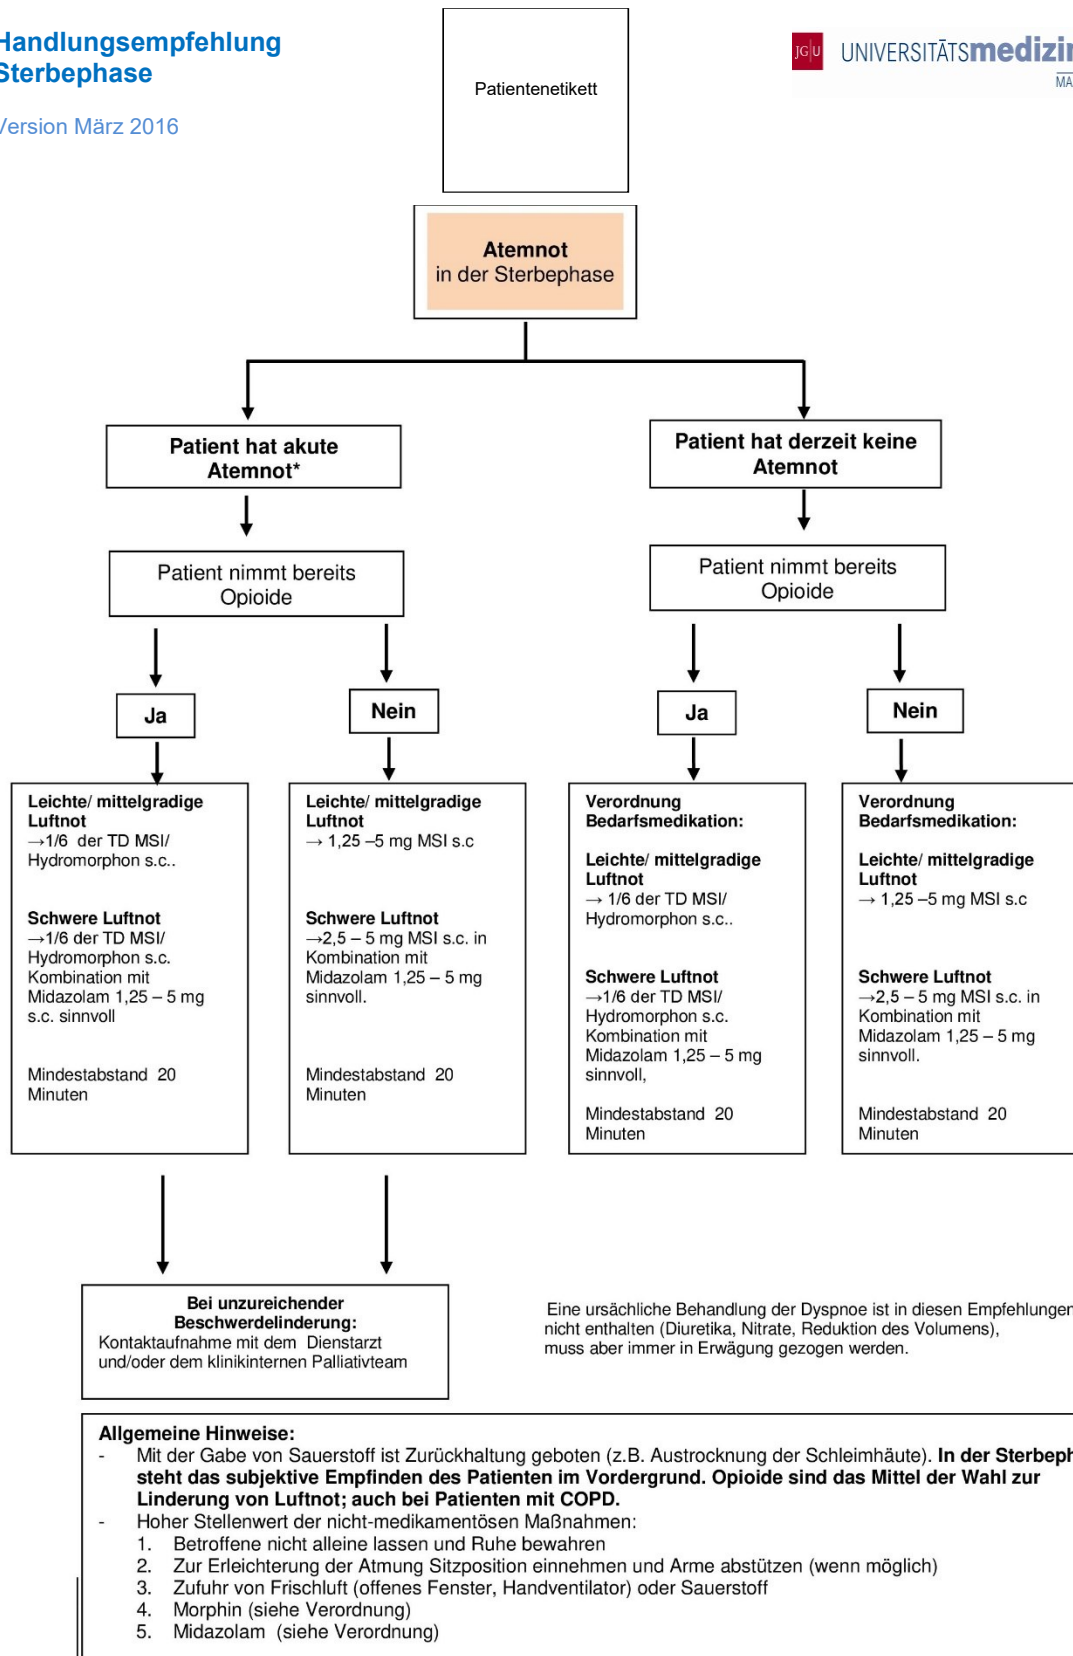 Handlungsempfehlung
Sterbephase
Version März 2016
Patientenetikett
JG|U UNIVERSITÄTSmedizin
Atemnot
in der Sterbephase
Patient hat akute
Atemnot*
Patient hat derzeit keine
Atemnot
Patient nimmt bereits
Opioide
Patient nimmt bereits
Opioide
Ja
Nein
Ja
Nein
Leichte/ mittelgradige
Luftnot
→1/6 der TD MSI/
Hydromorphon s.c..
Schwere Luftnot
→1/6 der TD MSI/
Hydromorphon s.c.
Kombination mit
Midazolam 1,25 – 5 mg
s.c. sinnvoll
Mindestabstand 20
Minuten
Leichte/ mittelgradige
Luftnot
→ 1,25 –5 mg MSI s.c
Schwere Luftnot
→2,5 – 5 mg MSI s.c. in
Kombination mit
Midazolam 1,25 – 5 mg
sinnvoll.
Mindestabstand 20
Minuten
Verordnung
Bedarfsmedikation:
Leichte/ mittelgradige
Luftnot
→ 1/6 der TD MSI/
Hydromorphon s.c..
Schwere Luftnot
→1/6 der TD MSI/
Hydromorphon s.c.
Kombination mit
Midazolam 1,25 – 5 mg
sinnvoll,
Mindestabstand 20
Minuten
Verordnung
Bedarfsmedikation:
Leichte/ mittelgradige
Luftnot
→ 1,25 –5 mg MSI s.c
Schwere Luftnot
→2,5 – 5 mg MSI s.c. in
Kombination mit
Midazolam 1,25 – 5 mg
sinnvoll.
Mindestabstand 20
Minuten
Bei unzureichender
Beschwerdelinderung:
Kontaktaufnahme mit dem Dienstarzt
und/oder dem klinikinternen Palliativteam
Eine ursächliche Behandlung der Dyspnoe ist in diesen Empfehlungen
nicht enthalten (Diuretika, Nitrate, Reduktion des Volumens),
muss aber immer in Erwägung gezogen werden.
Allgemeine Hinweise:
- Mit der Gabe von Sauerstoff ist Zurückhaltung geboten (z.B. Austrocknung der Schleimhäute). In der Sterbeph
steht das subjektive Empfinden des Patienten im Vordergrund. Opioide sind das Mittel der Wahl zur
Linderung von Luftnot; auch bei Patienten mit COPD.
- Hoher Stellenwert der nicht-medikamentösen Maßnahmen:
1. Betroffene nicht alleine lassen und Ruhe bewahren
2. Zur Erleichterung der Atmung Sitzposition einnehmen und Arme abstützen (wenn möglich)
3. Zufuhr von Frischluft (offenes Fenster, Handventilator) oder Sauerstoff
4. Morphin (siehe Verordnung)
5. Midazolam (siehe Verordnung)